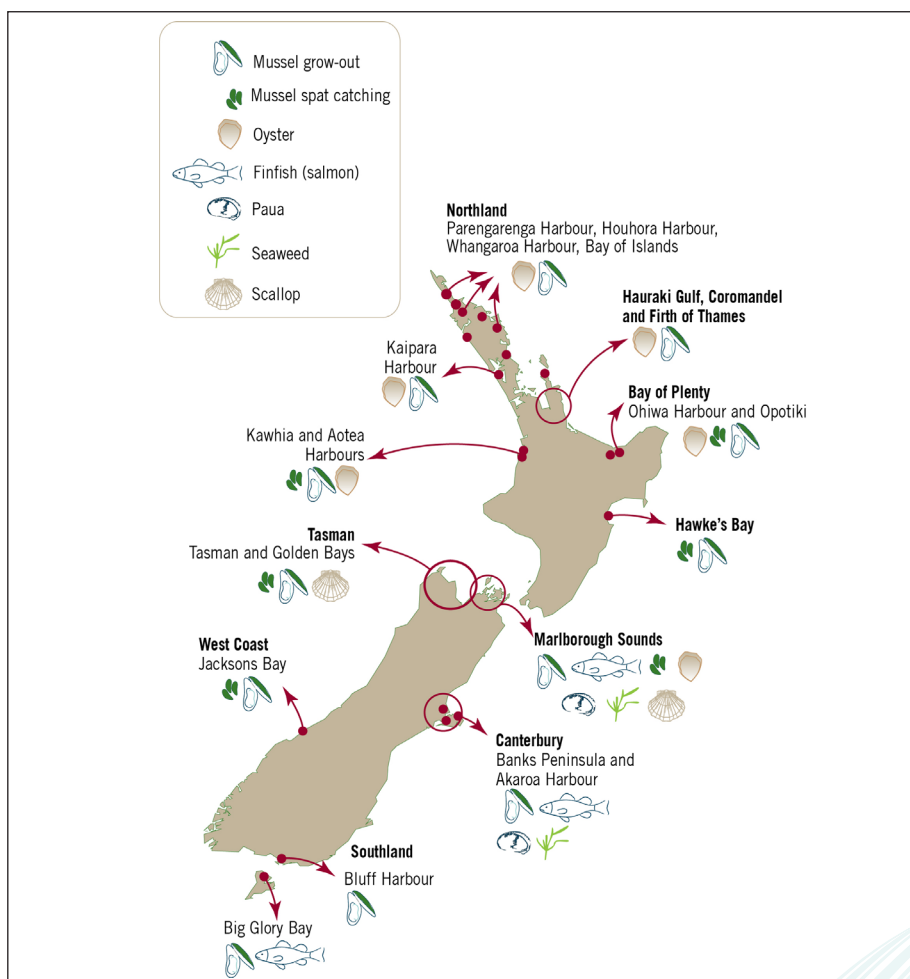 Mussel grow-out
Mussel spat catching
Oyster
Finfish (salmon)
Paua
Seaweed
Scallop
Northland
Parengarenga Harbour, Houhora Harbour,
Whangaroa Harbour, Bay of Islands
Hauraki Gulf, Coromandel
and Firth of Thames
Kaipara
Harbour
Bay of Plenty
Ohiwa Harbour and Opotiki
Kawhia and Aotea
Harbours
Hawke's Bay
Tasman
Tasman and Golden Bays
Marlborough Sounds
West Coast
Jacksons Bay
Canterbury
Banks Peninsula and
Akaroa Harbour
Southland
Bluff Harbour
Big Glory Bay